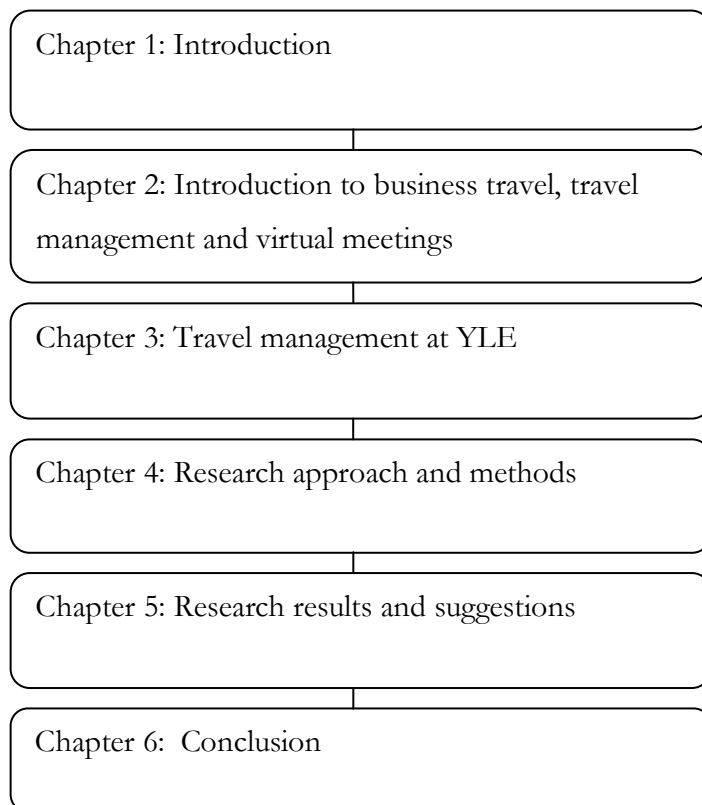 Chapter 1: Introduction
Chapter 2: Introduction to business travel, travel
management and virtual meetings
Chapter 3: Travel management at YLE
Chapter 4: Research approach and methods
Chapter 5: Research results and suggestions
Chapter 6:  Conclusion